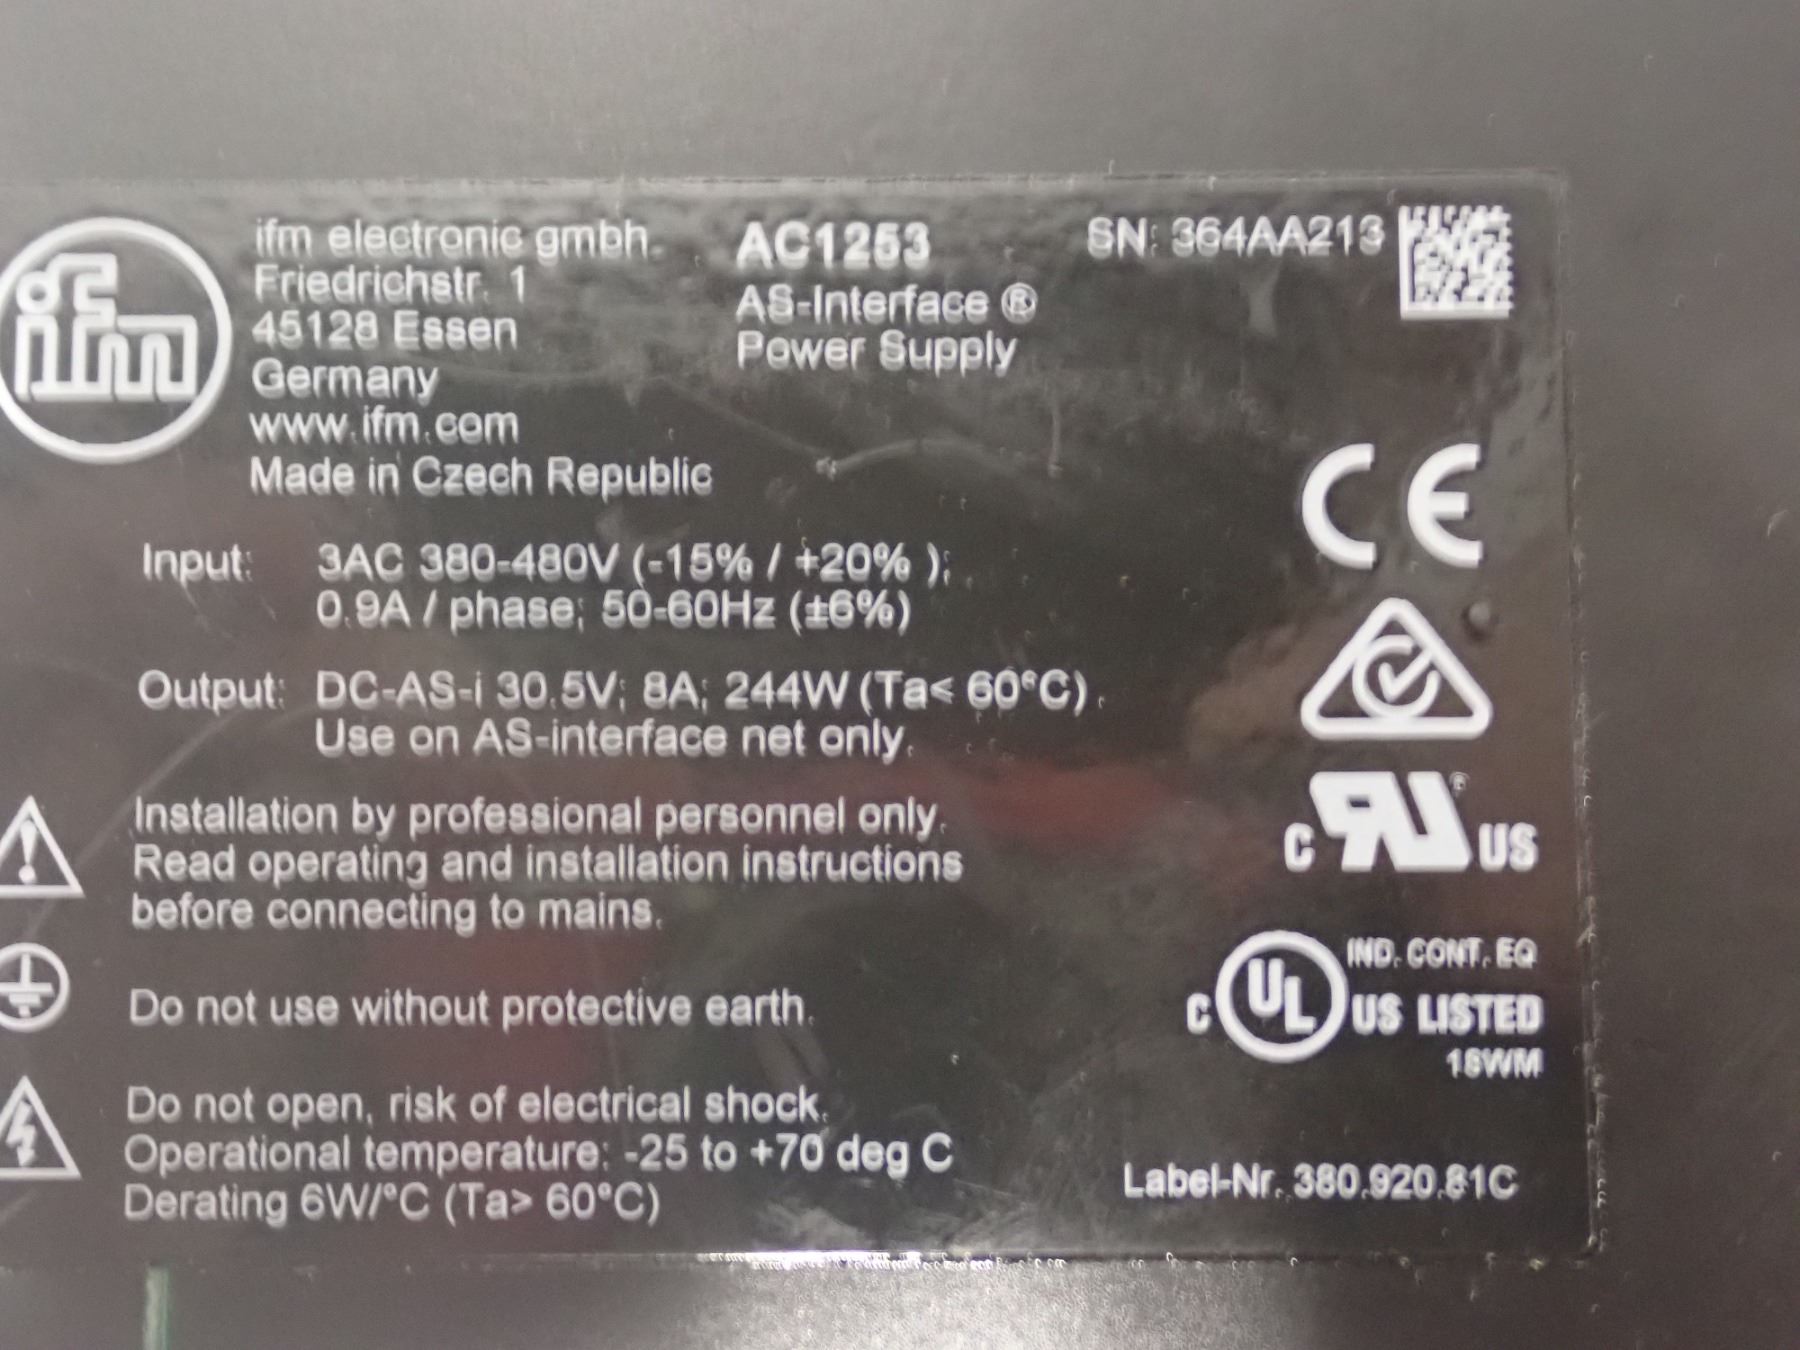 ifm
ifm electronic gmbh
Friedrichstr. 1
45128 Essen
Germany
www.ifm.com
Made in Czech Republic
AC1253
AS-Interface ®
Power Supply
SN: 364AA213
CE
Input: 3AC 380-480V (-15% / +20% );
0.9A / phase; 50-60Hz (±6%)
Output: DC-AS-i 30.5V; 8A; 244W (Ta< 60°C).
Use on AS-interface net only.
Installation by professional personnel only.
Read operating and installation instructions
before connecting to mains.
Do not use without protective earth.
Do not open, risk of electrical shock.
Operational temperature: -25 to +70 deg C
Derating 6W/°C (Ta> 60°C)
C RU® US
IND. CONT. EQ
C UL US LISTED
18WM
Label-Nr. 380.920.81C